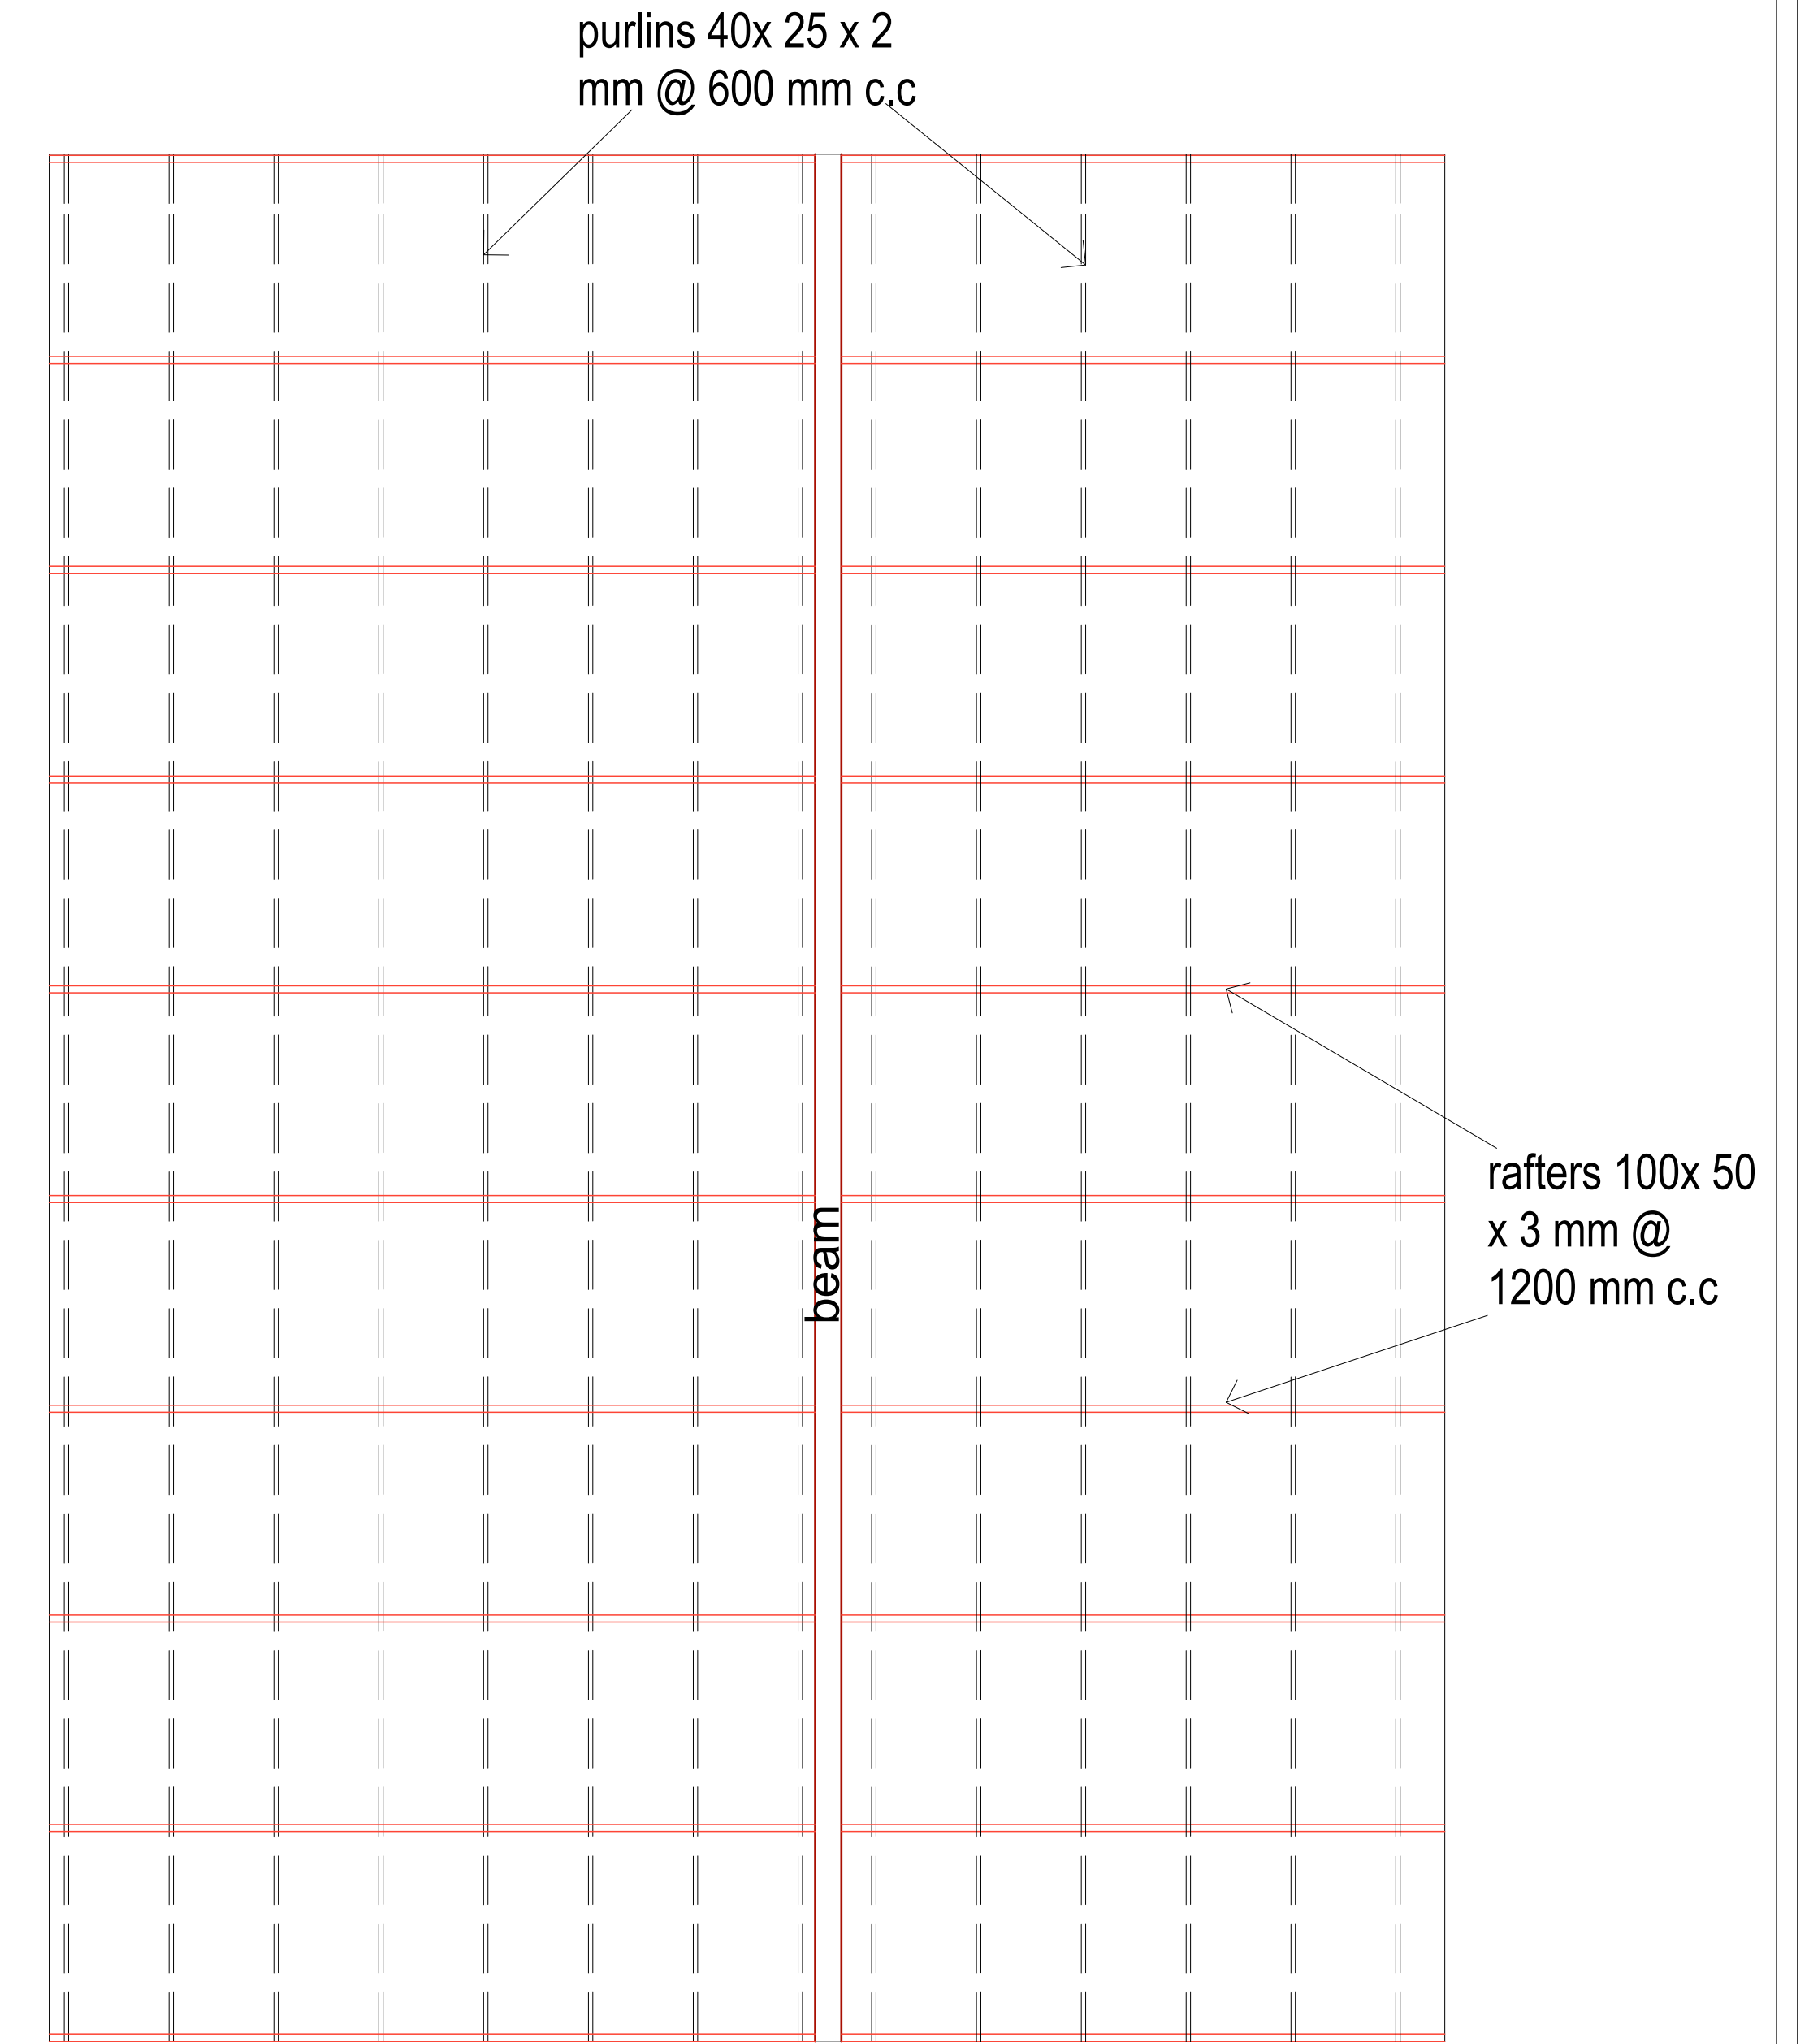 purlins 40x 25 x 2
mm @ 600 mm c.c
rafters 100x 50
x 3 mm @
1200 mm c.c
beam